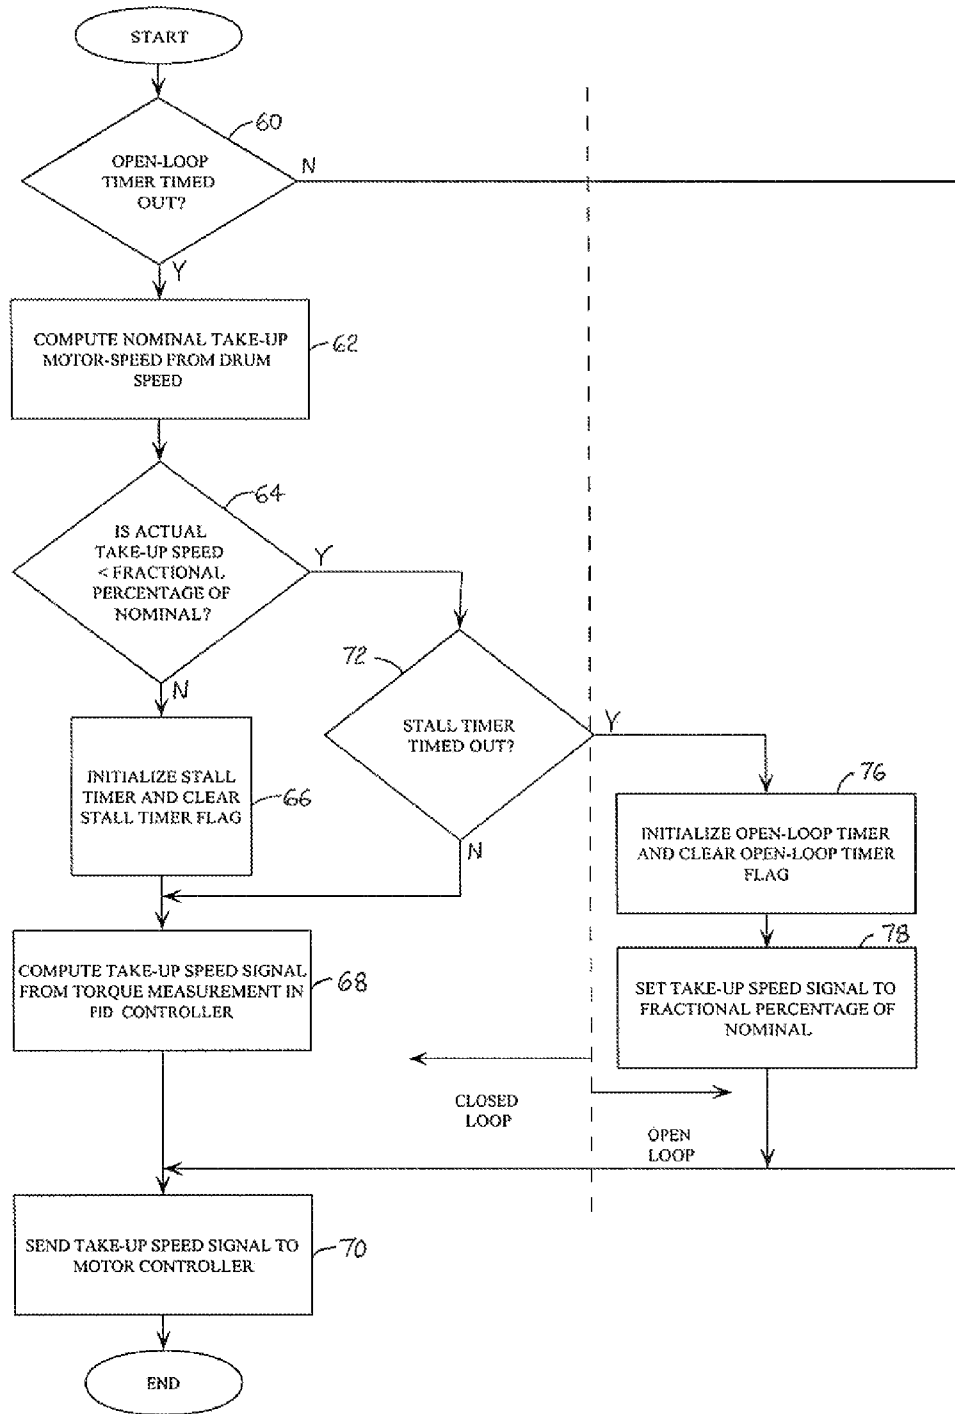 START
60
OPEN-LOOP
TIMER TIMED
OUT?
N
Y
COMPUTE NOMINAL TAKE-UP
MOTOR-SPEED FROM DRUM
SPEED
62
64
IS ACTUAL
TAKE-UP SPEED
< FRACTIONAL
PERCENTAGE OF
NOMINAL?
Y
N
72
STALL TIMER
TIMED OUT?
Y
N
INITIALIZE STALL
TIMER AND CLEAR
STALL TIMER FLAG
66
76
INITIALIZE OPEN-LOOP TIMER
AND CLEAR OPEN-LOOP TIMER
FLAG
78
SET TAKE-UP SPEED SIGNAL TO
FRACTIONAL PERCENTAGE OF
NOMINAL
COMPUTE TAKE-UP SPEED SIGNAL
FROM TORQUE MEASUREMENT IN
PID CONTROLLER
68
CLOSED
LOOP
OPEN
LOOP
SEND TAKE-UP SPEED SIGNAL TO
MOTOR CONTROLLER
70
END